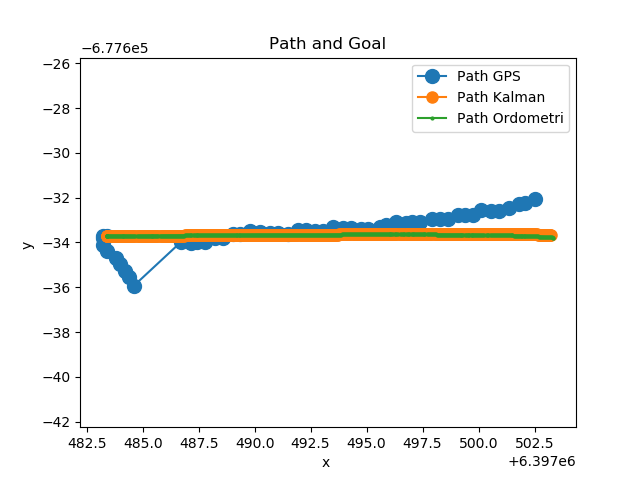 Path and Goal
−6.776e5
−26
−28
−30
−32
−34
−36
−38
−40
−42
y
Path GPS
Path Kalman
Path Ordometri
482.5 485.0 487.5 490.0 492.5 495.0 497.5 500.0 502.5
x
+6.397e6